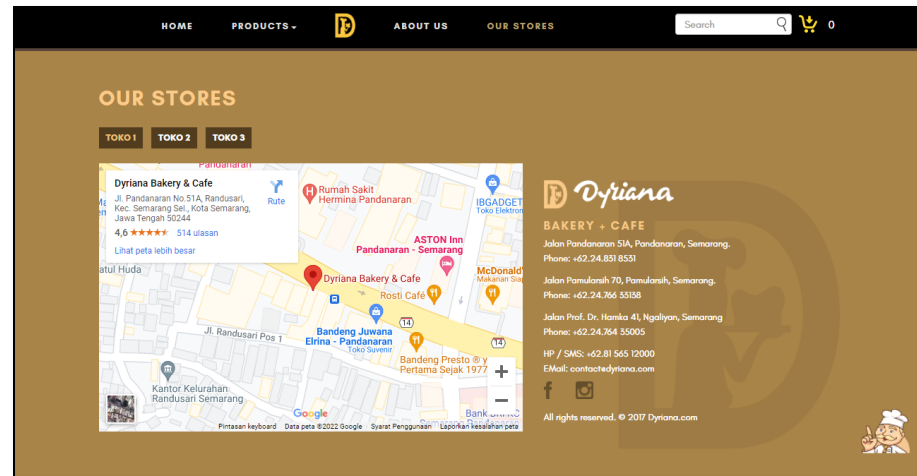 HOME PRODUCTS ABOUT US OUR STORES Search 0
OUR STORES
TOKO 1 TOKO 2 TOKO 3
Pandanaran
Dyriana Bakery & Cafe
Jl. Pandanaran No.51A, Randusari,
Kec. Semarang Sel., Kota Semarang,
Jawa Tengah 50244
4,6 514 ulasan
Lihat peta lebih besar
Rute
Rumah Sakit
Hermina Pandanaran
IBGADGET
Toko Elektron
ASTON Inn
Pandanaran - Semarang
atul Huda
Dyriana Bakery & Cafe
McDonald'
Makanan Siap
Rosti Café
14
Jl. Randusari Pos 1
Bandeng Juwana
Elrina - Pandanaran
Toko Suvenir
14
Bandeng Presto ® y
Pertama Sejak 1977
Kantor Kelurahan
Randusari Semarang
+
−
Google
Bank
Pintasan keyboard Data peta ©2022 Google Syarat Penggunaan Laporkan kesalahan peta
Dyriana
BAKERY + CAFE
Jalan Pandanaran 51A, Pandanaran, Semarang.
Phone: +62.24.831 8531
Jalan Pamularsih 70, Pamularsih, Semarang.
Phone: +62.24.766 33138
Jalan Prof. Dr. Hamka 41, Ngaliyan, Semarang
Phone: +62.24.764 35005
HP / SMS: +62.81 565 12000
EMail: contact@dyriana.com
All rights reserved. © 2017 Dyriana.com